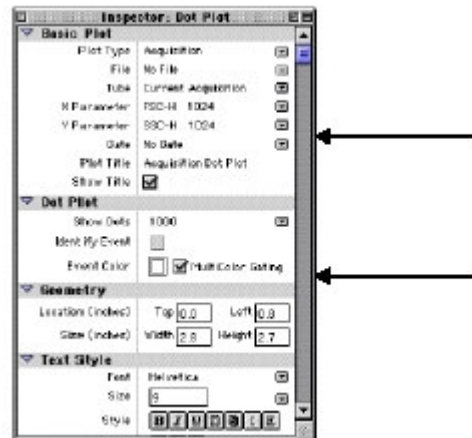 Inspector: Dot Plot
Basic Plot
Plot Type Acquisition
File No File
Tube Current Acquisition
X Parameter FSC-H 1024
Y Parameter SSC-H 1024
Gate No Gate
Plot Title Acquisition Dot Plot
Show Title
Dot Plot
Show Dots 1000
Identify Event
Event Color MultiColor Gating
Geometry
Location (inches) Top 0.0 Left 0.8
Size (inches) Width 2.8 Height 2.7
Text Style
Font Helvetica
Size 9
Style B I U